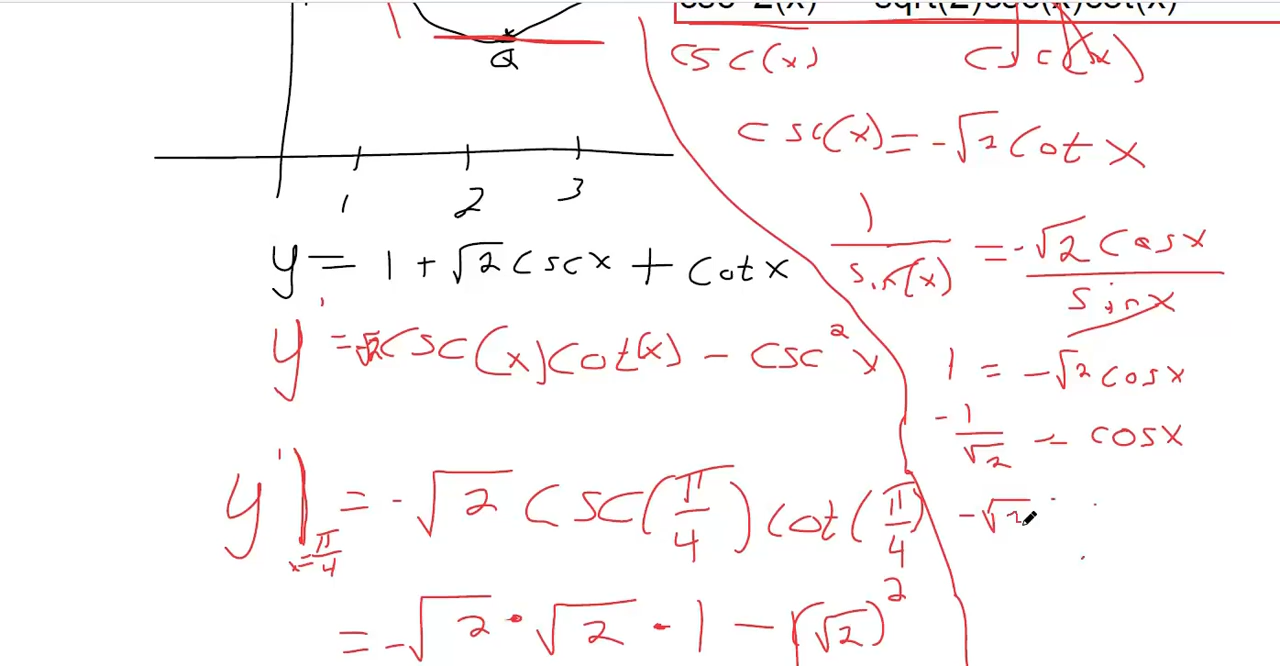 Q
1 2 3
y = 1 + √2 csc x + cot x
y' = -√2 csc(x) cot(x) - csc² x
y'|x=π/4 = -√2 csc(π/4) cot(π/4)
= -√2 · √2 · 1 - (√2)²
csc(x) csc(x)
csc(x) = -√2 cot x
1/sin(x) = -√2 cos x/sin x
1 = -√2 cos x
-1/√2 = cos x
-√2